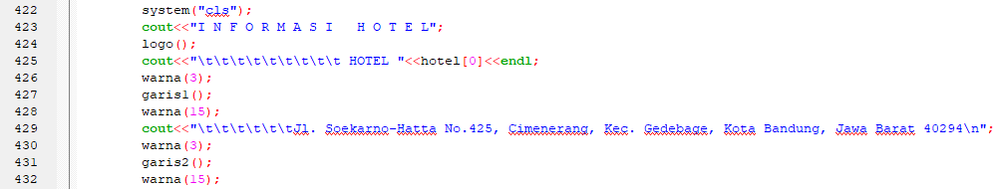 422 system("cls");
423 cout<<"I N F O R M A S I   H O T E L";
424 logo();
425 cout<<"\t\t\t\t\t\t\t\t\t HOTEL "<<hotel[0]<<endl;
426 warna(3);
427 garis1();
428 warna(15);
429 cout<<"\t\t\t\t\t\tJl. Soekarno-Hatta No.425, Cimenerang, Kec. Gedebage, Kota Bandung, Jawa Barat 40294\n";
430 warna(3);
431 garis2();
432 warna(15);